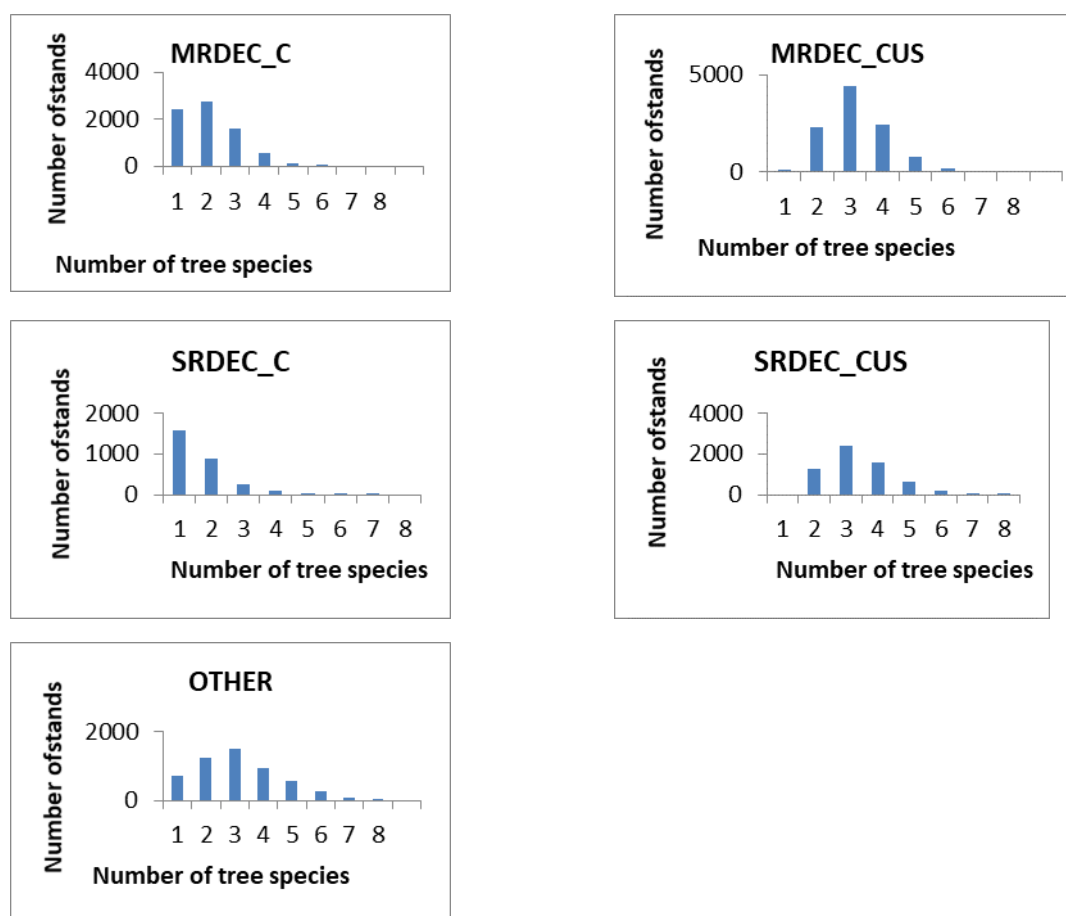 MRDEC_C
Number ofstands
4000
2000
0
1 2 3 4 5 6 7 8
Number of tree species
MRDEC_CUS
Number ofstands
5000
0
1 2 3 4 5 6 7 8
Number of tree species
SRDEC_C
Number ofstands
2000
1000
0
1 2 3 4 5 6 7 8
Number of tree species
SRDEC_CUS
Number ofstands
4000
2000
0
1 2 3 4 5 6 7 8
Number of tree species
OTHER
Number ofstands
2000
0
1 2 3 4 5 6 7 8
Number of tree species